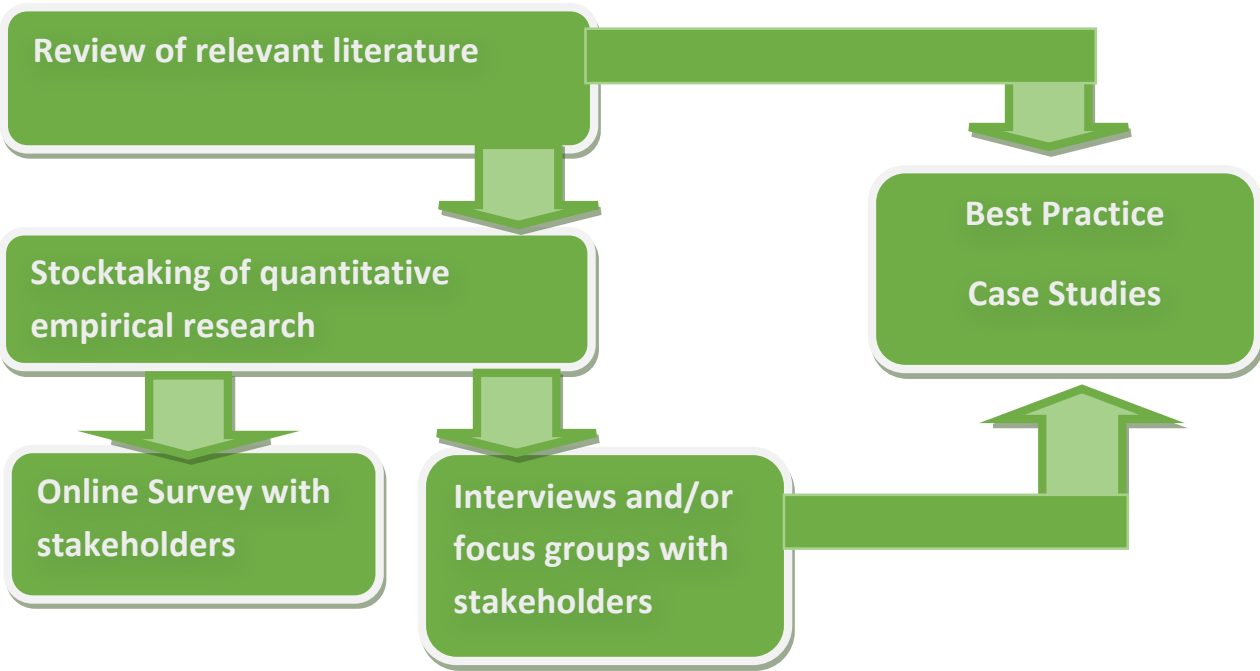 Review of relevant literature
Best Practice
Case Studies
Stocktaking of quantitative
empirical research
Online Survey with
stakeholders
Interviews and/or
focus groups with
stakeholders